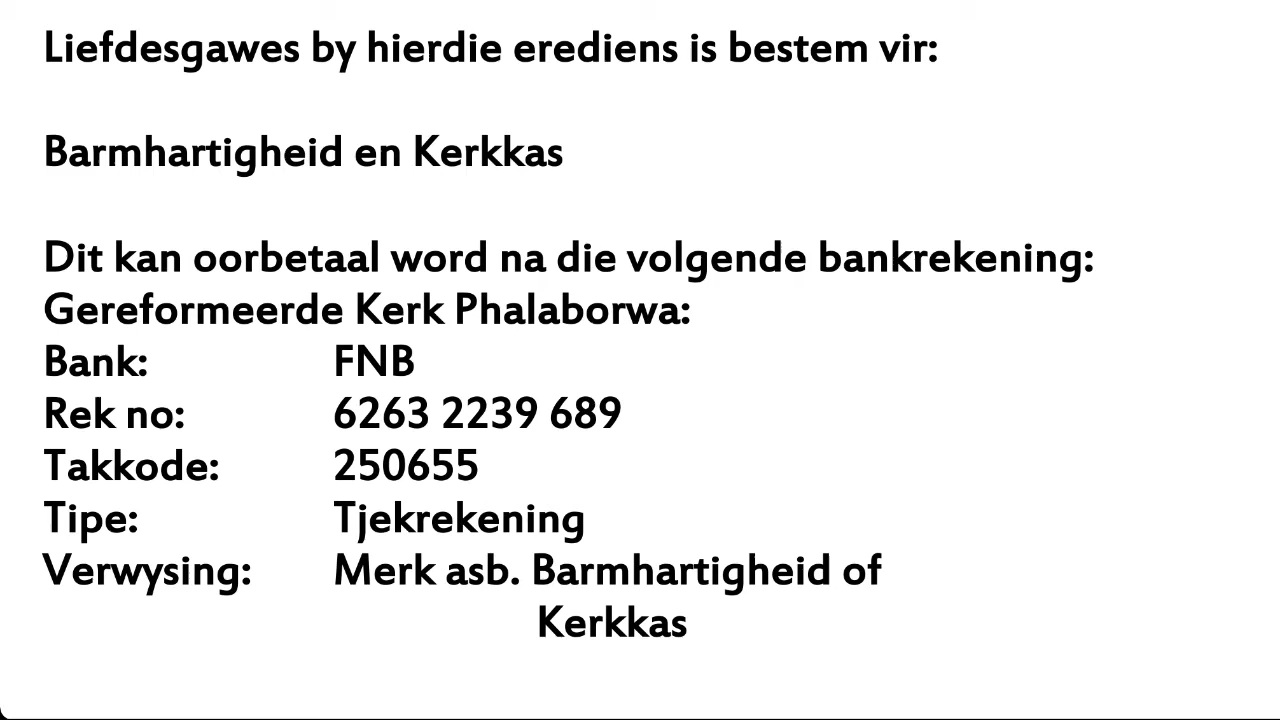 Liefdesgawes by hierdie erediens is bestem vir:
Barmhartigheid en Kerkkas
Dit kan oorbetaal word na die volgende bankrekening:
Gereformeerde Kerk Phalaborwa:
Bank: FNB
Rek no: 6263 2239 689
Takkode: 250655
Tipe: Tjekrekening
Verwysing: Merk asb. Barmhartigheid of
Kerkkas